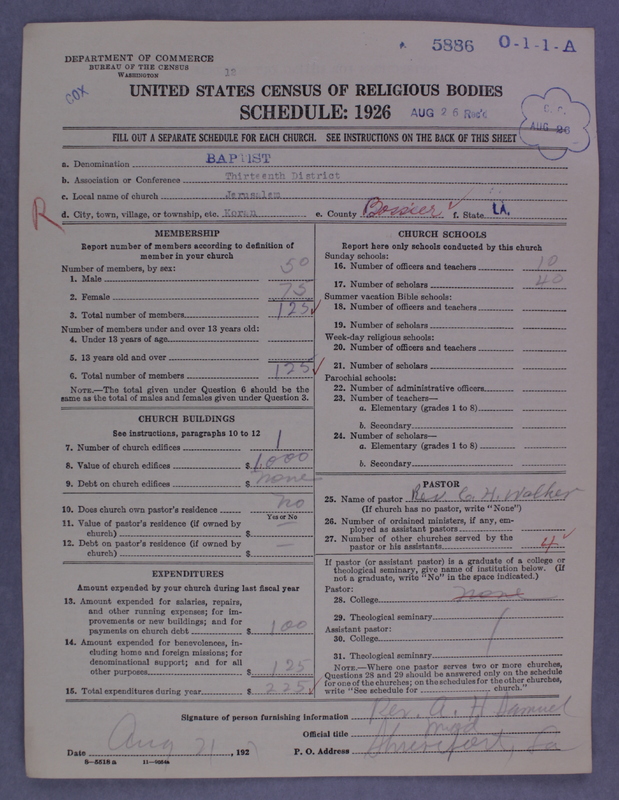 DEPARTMENT OF COMMERCE
BUREAU OF THE CENSUS
WASHINGTON
5886 O-1-1-A
COX
UNITED STATES CENSUS OF RELIGIOUS BODIES
SCHEDULE: 1926
AUG 26 Rec'd
AUG 26
FILL OUT A SEPARATE SCHEDULE FOR EACH CHURCH. SEE INSTRUCTIONS ON THE BACK OF THIS SHEET
a. Denomination BAPTIST
b. Association or Conference Thirteenth District
c. Local name of church Jerusalem
R
d. City, town, village, or township, etc. Koran e. County Bossier f. State LA.
MEMBERSHIP
Report number of members according to definition of
member in your church
Number of members, by sex:
1. Male 50
2. Female 75
3. Total number of members 125
Number of members under and over 13 years old:
4. Under 13 years of age
5. 13 years old and over
6. Total number of members 125
NOTE.—The total given under Question 6 should be the
same as the total of males and females given under Question 3.
CHURCH BUILDINGS
See instructions, paragraphs 10 to 12
7. Number of church edifices 1
8. Value of church edifices $ 1,000
9. Debt on church edifices $ none
10. Does church own pastor's residence no
Yes or No
11. Value of pastor's residence (if owned by
church) $ —
12. Debt on pastor's residence (if owned by
church) $ —
EXPENDITURES
Amount expended by your church during last fiscal year
13. Amount expended for salaries, repairs,
and other running expenses; for im-
provements or new buildings; and for
payments on church debt $ 100
14. Amount expended for benevolences, in-
cluding home and foreign missions; for
denominational support; and for all
other purposes $ 125
15. Total expenditures during year $ 225
CHURCH SCHOOLS
Report here only schools conducted by this church
Sunday schools:
16. Number of officers and teachers 10
17. Number of scholars 40
Summer vacation Bible schools:
18. Number of officers and teachers
19. Number of scholars
Week-day religious schools:
20. Number of officers and teachers
21. Number of scholars
Parochial schools:
22. Number of administrative officers
23. Number of teachers—
a. Elementary (grades 1 to 8)
b. Secondary
24. Number of scholars—
a. Elementary (grades 1 to 8)
b. Secondary
PASTOR
25. Name of pastor Rev. C. H. Walker
(If church has no pastor, write "None")
26. Number of ordained ministers, if any, em-
ployed as assistant pastors
27. Number of other churches served by the
pastor or his assistants 4
If pastor (or assistant pastor) is a graduate of a college or
theological seminary, give name of institution below. (If
not a graduate, write "No" in the space indicated.)
Pastor:
28. College none
29. Theological seminary
Assistant pastor:
30. College
31. Theological seminary
NOTE.—Where one pastor serves two or more churches,
Questions 28 and 29 should be answered only on the schedule
for one of the churches; on the schedules for the other churches,
write "See schedule for church."
Signature of person furnishing information Rev. A. H. Samuel
Official title
Date Aug 21, 192 P. O. Address Shreveport, La
8—5518 a